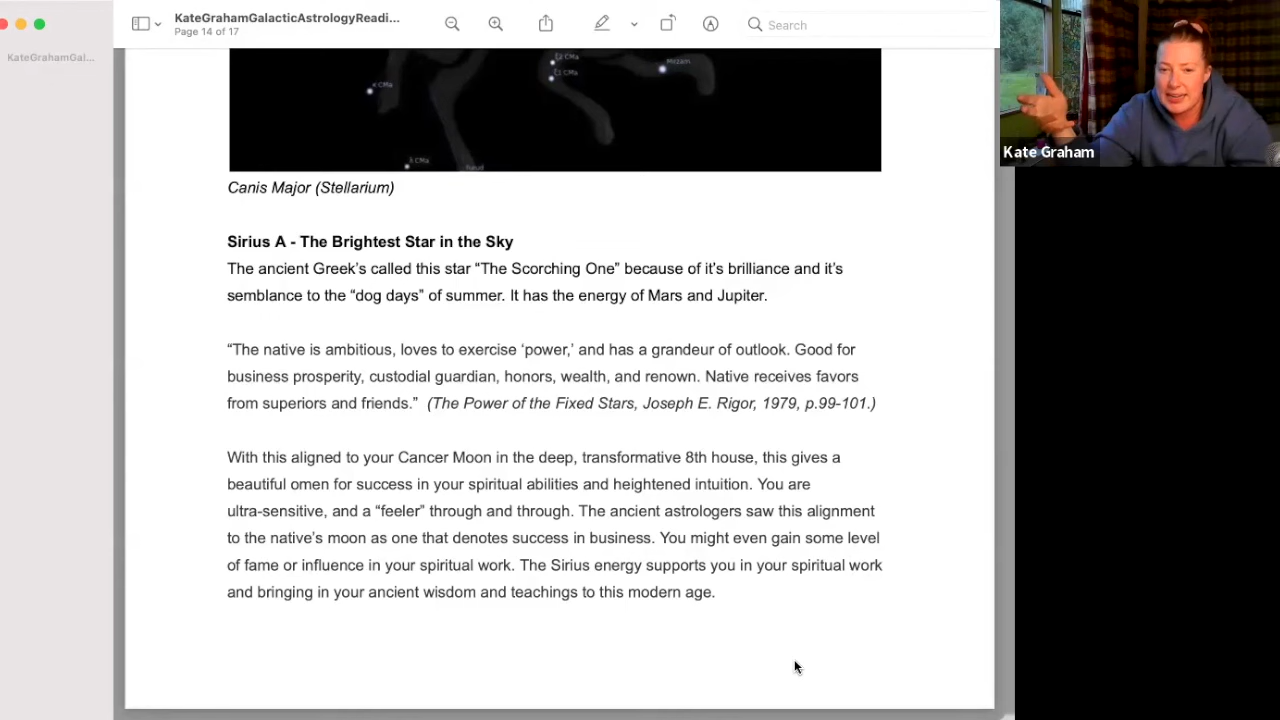 KateGrahamGalacticAstrologyReadi...
Page 14 of 17
Search
KateGrahamGal...
ξ1 CMa
Mirzam
κ CMa
λ CMa
Canis Major (Stellarium)
Sirius A - The Brightest Star in the Sky
The ancient Greek’s called this star “The Scorching One” because of it’s brilliance and it’s
semblance to the “dog days” of summer. It has the energy of Mars and Jupiter.
“The native is ambitious, loves to exercise ‘power,’ and has a grandeur of outlook. Good for
business prosperity, custodial guardian, honors, wealth, and renown. Native receives favors
from superiors and friends.” (The Power of the Fixed Stars, Joseph E. Rigor, 1979, p.99-101.)
With this aligned to your Cancer Moon in the deep, transformative 8th house, this gives a
beautiful omen for success in your spiritual abilities and heightened intuition. You are
ultra-sensitive, and a “feeler” through and through. The ancient astrologers saw this alignment
to the native’s moon as one that denotes success in business. You might even gain some level
of fame or influence in your spiritual work. The Sirius energy supports you in your spiritual work
and bringing in your ancient wisdom and teachings to this modern age.
Kate Graham